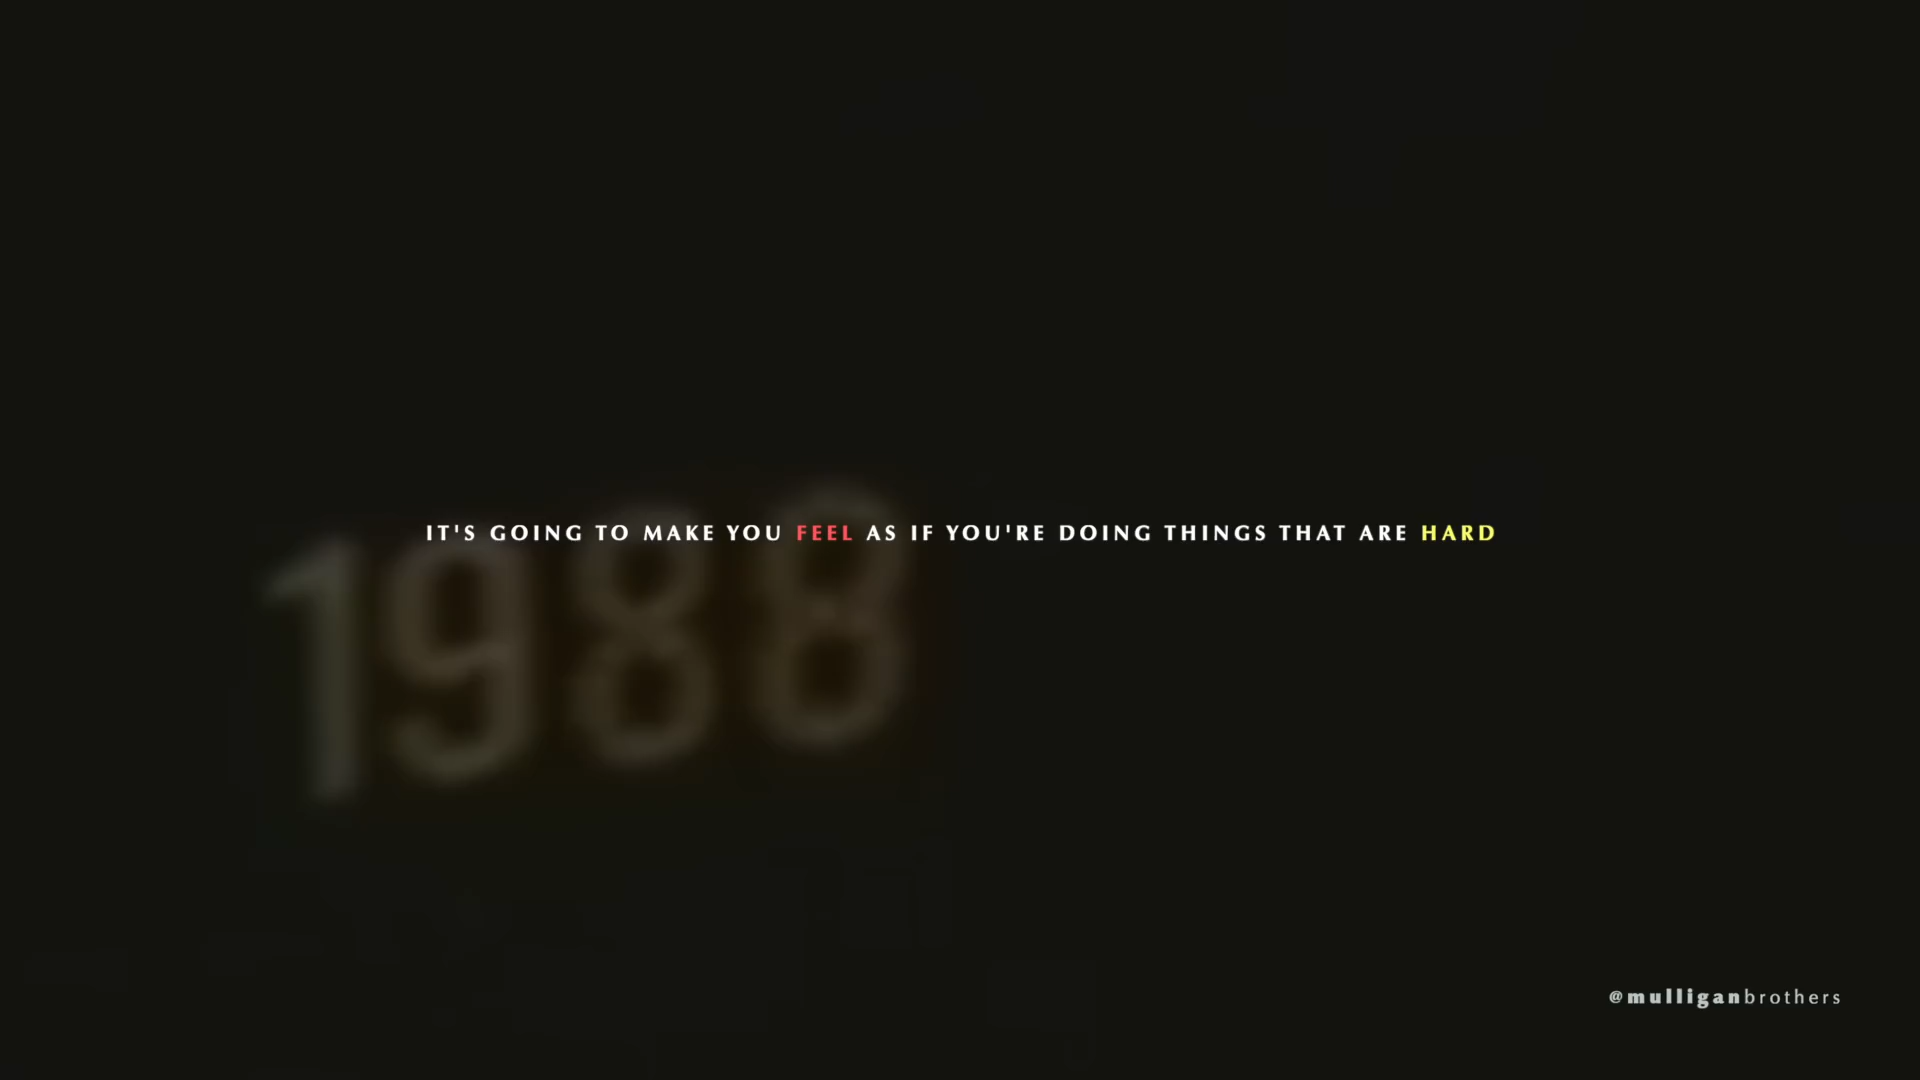 IT'S GOING TO MAKE YOU FEEL AS IF YOU'RE DOING THINGS THAT ARE HARD
1988
@mulliganbrothers